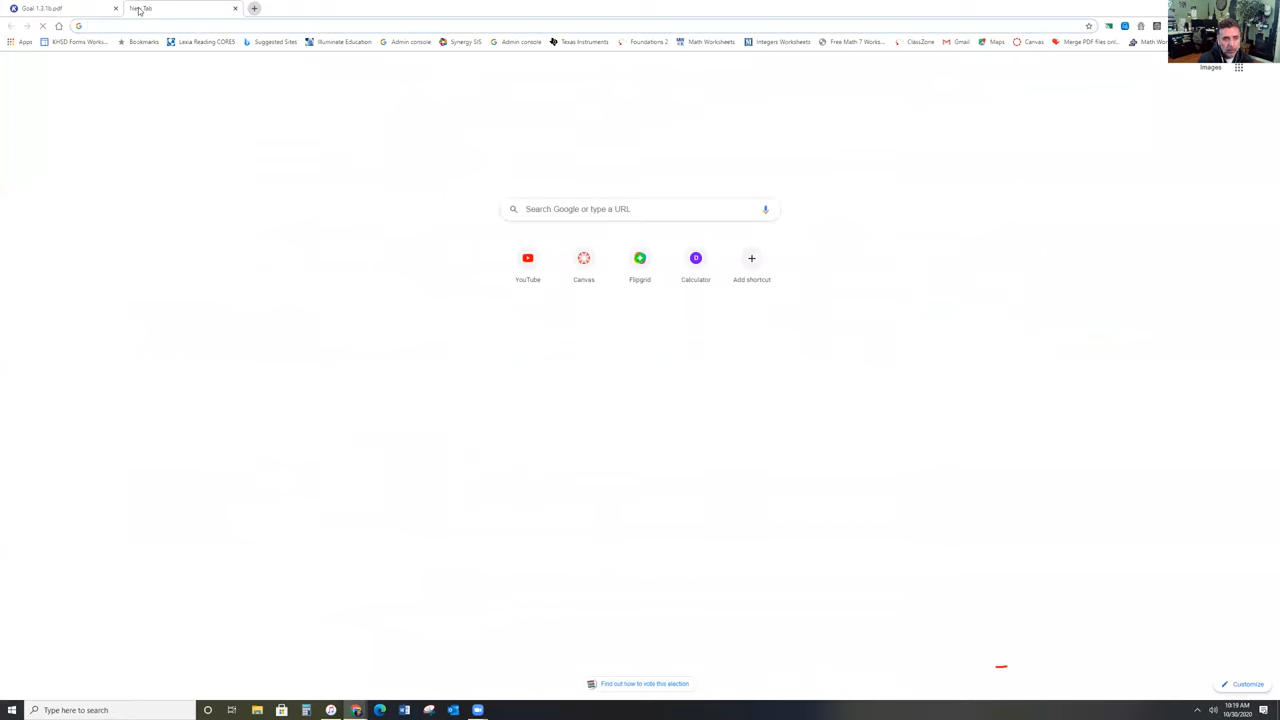 Goal 1.3.1b.pdf
New Tab
Apps
KHSD Forms Works...
Bookmarks
Lexia Reading CORE5
Suggested Sites
Illuminate Education
Admin console
Synergy SIS
Admin console
Texas Instruments
Foundations 2
Math Worksheets
Integers Worksheets
Free Math 7 Works...
ClassZone
Gmail
Maps
Canvas
Merge PDF files onl...
Math Wor
Images
Search Google or type a URL
YouTube
Canvas
Flipgrid
Calculator
Add shortcut
Find out how to vote this election
Customize
Type here to search
10:19 AM
10/30/2020